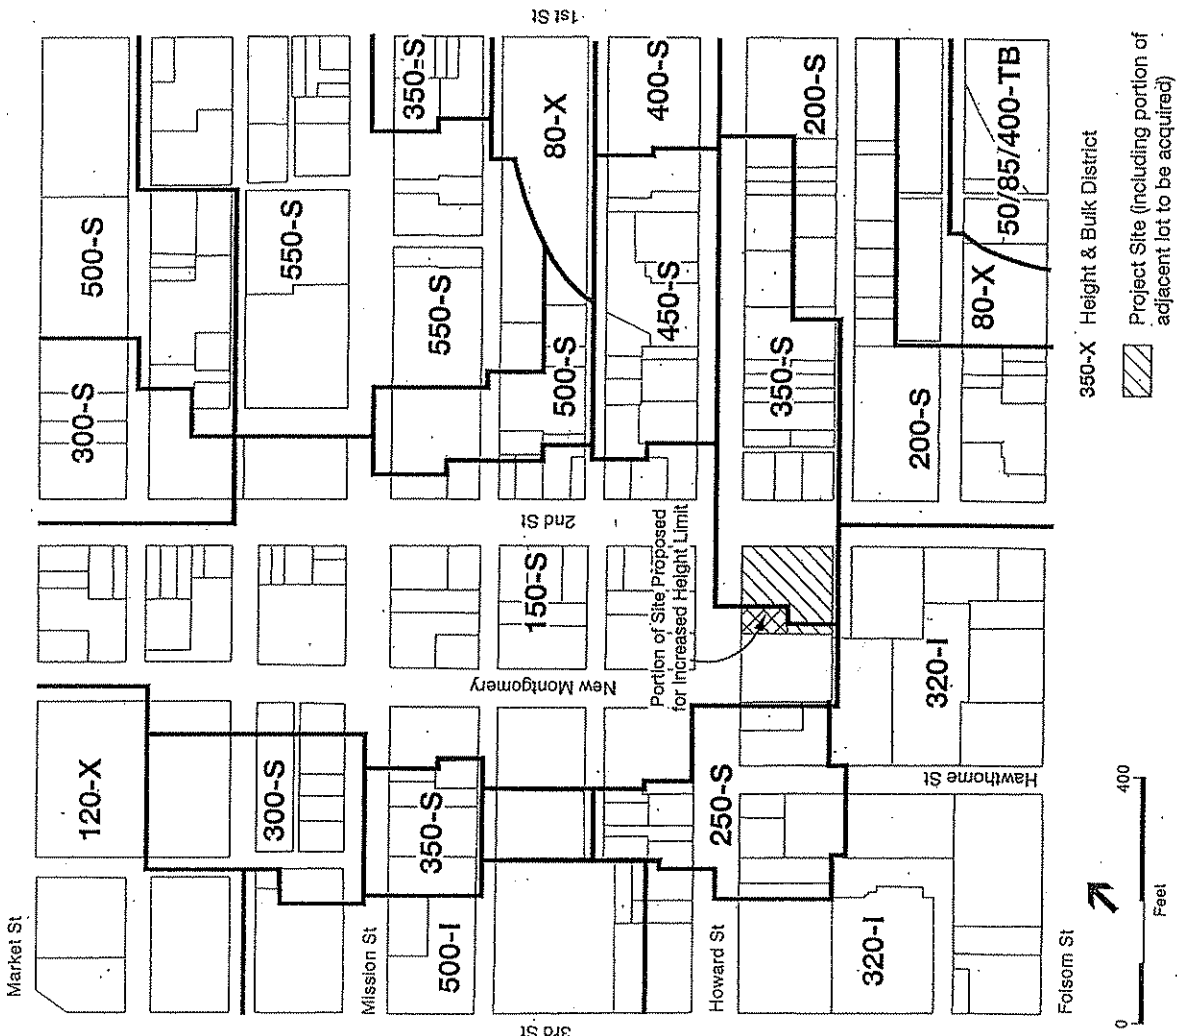 1st St
500-S
350-S
80-X
400-S
200-S
50/85/400-TB
300-S
550-S
550-S
500-S
450-S
350-S
200-S
80-X
2nd St
150-S
Portion of Site Proposed
for Increased Height Limit
New Montgomery
320-I
120-X
300-S
350-S
250-S
Hawthorne St
Market St
Mission St
500-I
Howard St
320-I
Folsom St
3rd St
350-X Height & Bulk District
Project Site (including portion of
adjacent lot to be acquired)
0
400
Feet